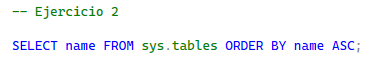 -- Ejercicio 2
SELECT name FROM sys.tables ORDER BY name ASC;